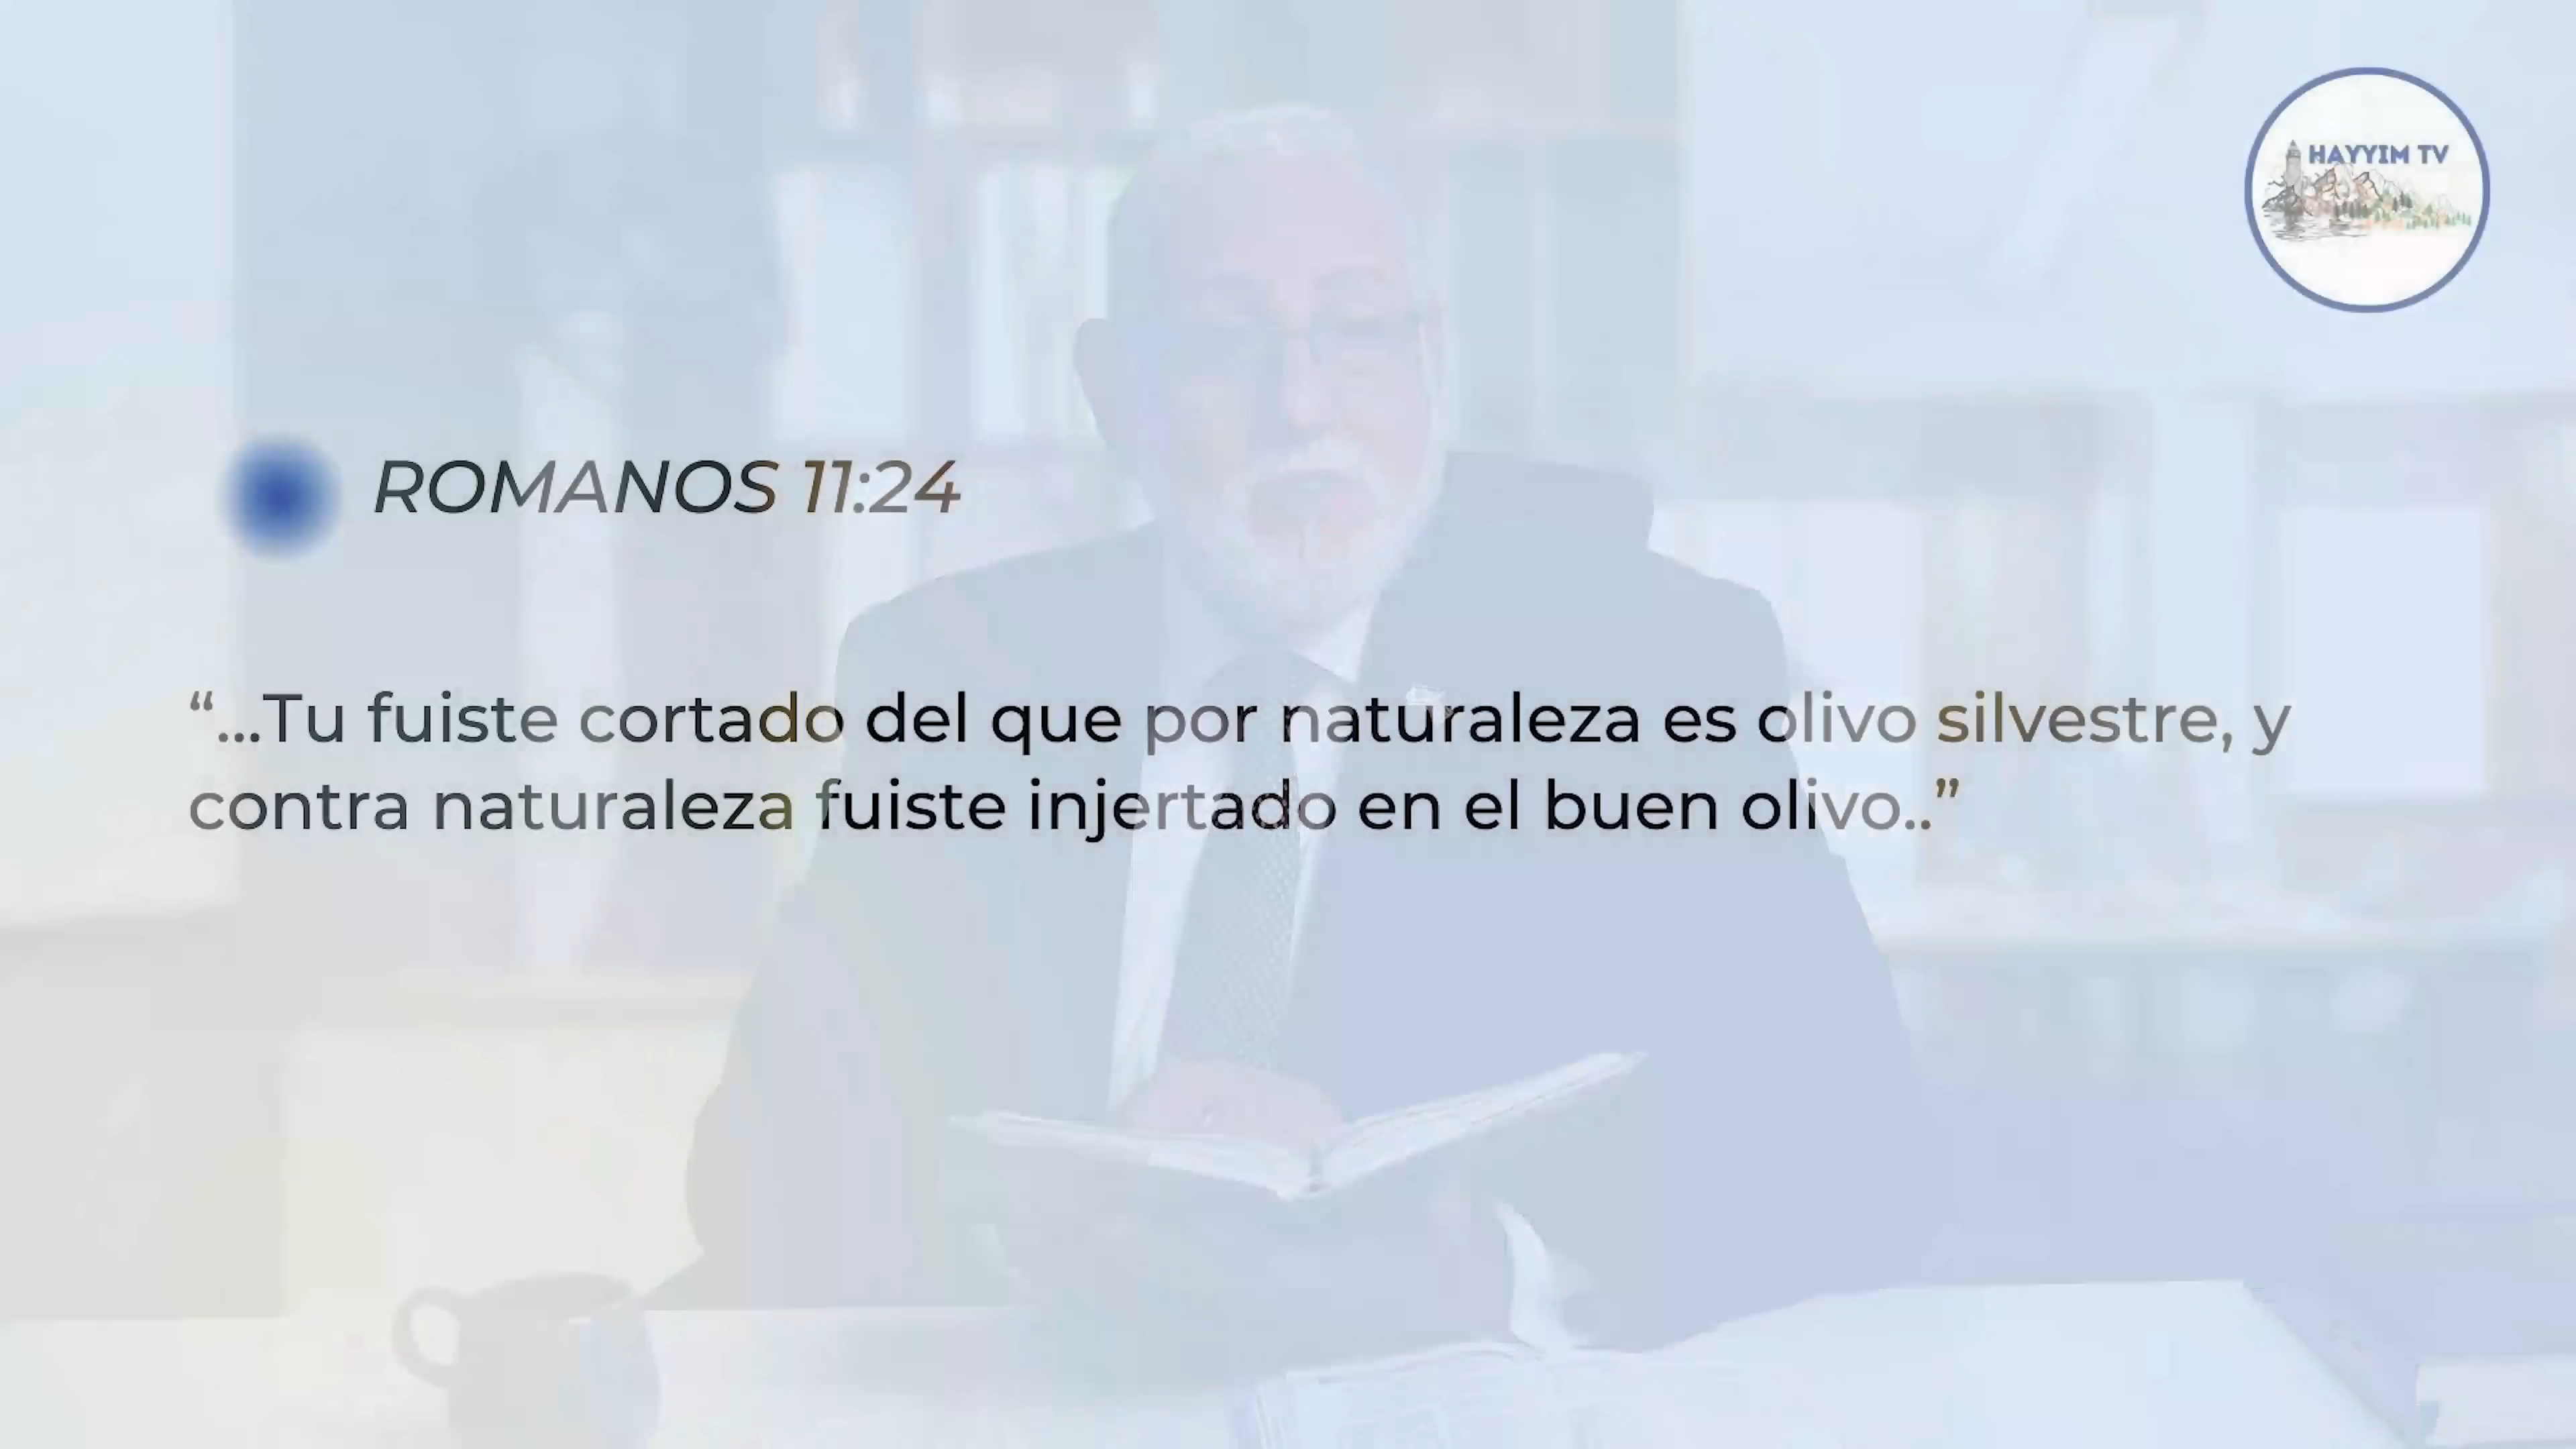 HAYYIM TV
ROMANOS 11:24
“...Tu fuiste cortado del que por naturaleza es olivo silvestre, y
contra naturaleza fuiste injertado en el buen olivo..”